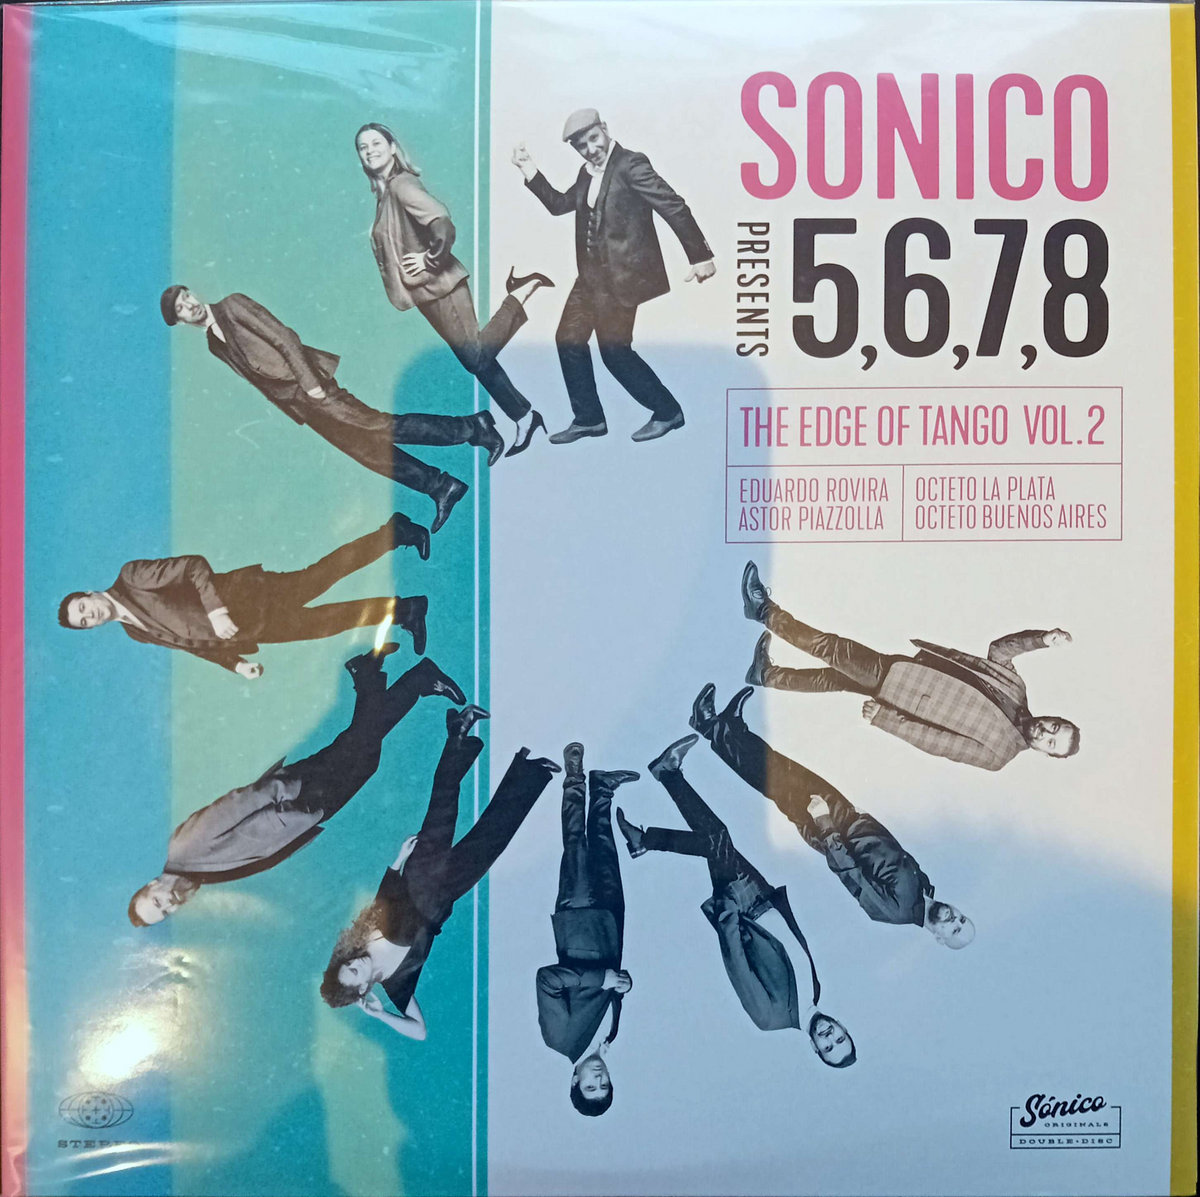 SONICO
PRESENTS
5,6,7,8
THE EDGE OF TANGO VOL.2
EDUARDO ROVIRA
ASTOR PIAZZOLLA
OCTETO LA PLATA
OCTETO BUENOS AIRES
STEREO
Sónico
ORIGINALS
DOUBLE-DISC